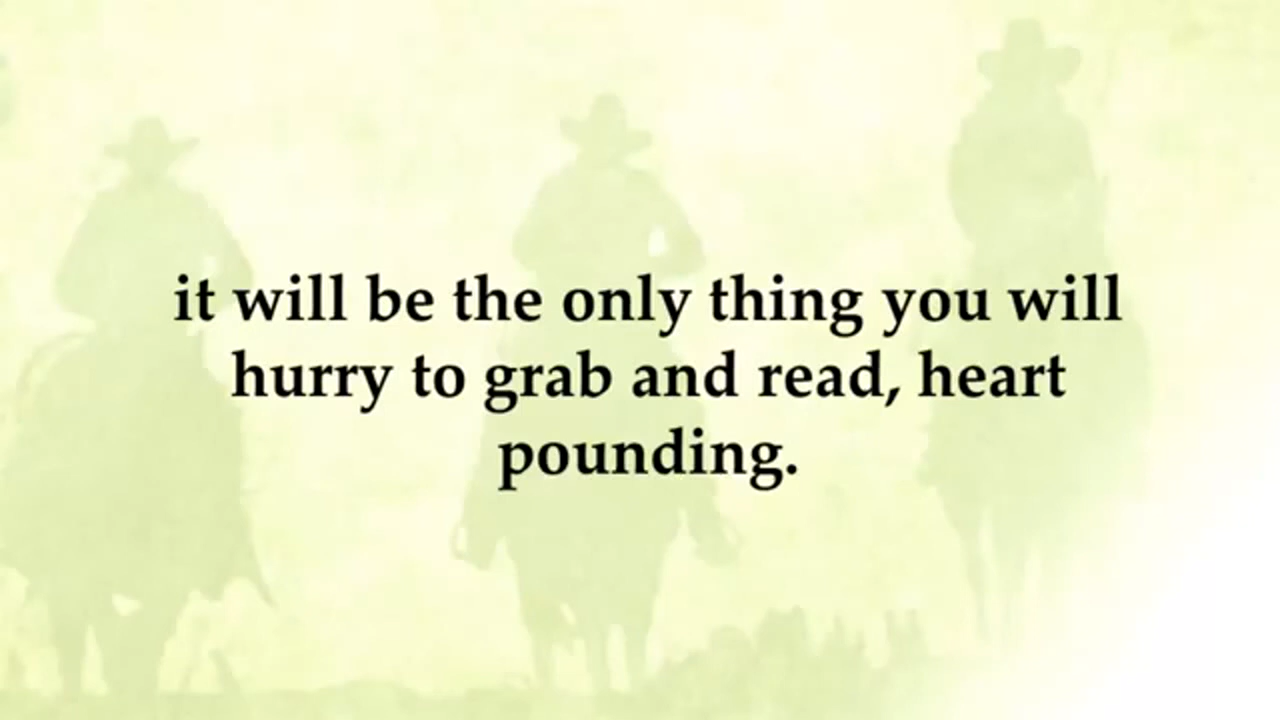 it will be the only thing you will
hurry to grab and read, heart
pounding.